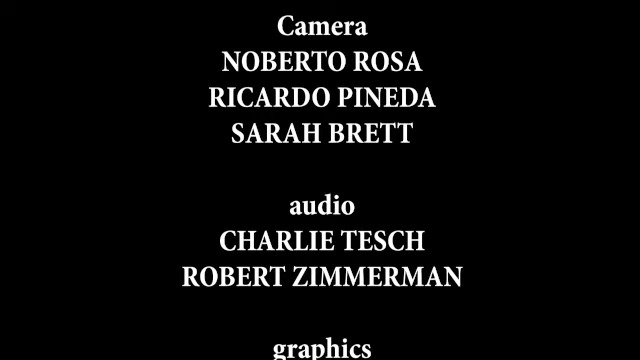 Camera
NOBERTO ROSA
RICARDO PINEDA
SARAH BRETT
audio
CHARLIE TESCH
ROBERT ZIMMERMAN
graphics